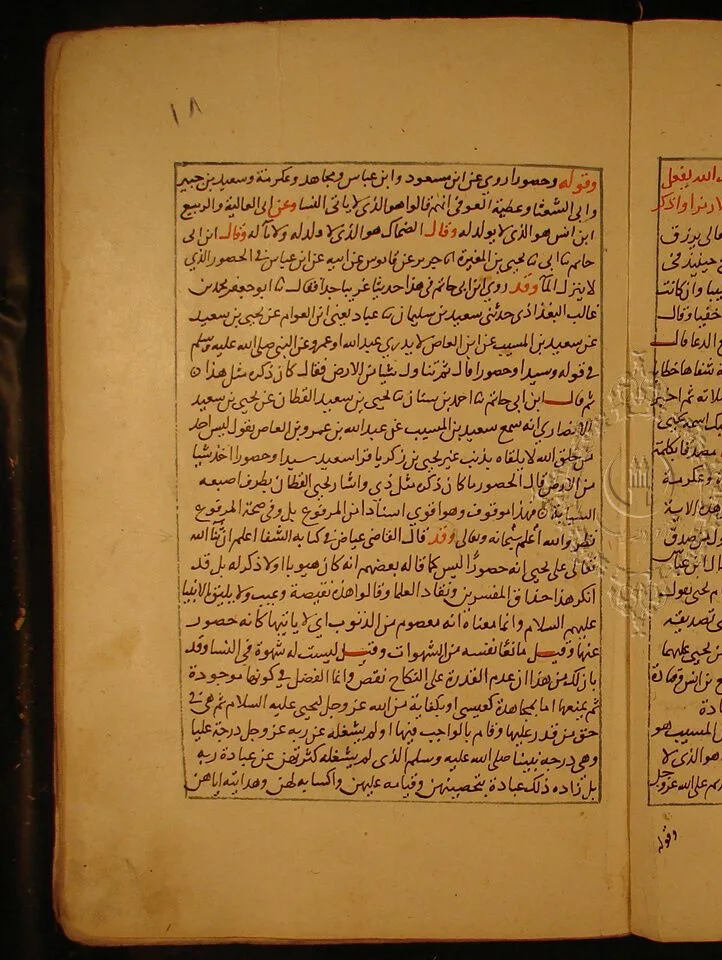 ١٨
وقوله وحصورا روي عن ابن مسعود وابن عباس ومجاهد وعكرمة وسعيد بن جبير
وابي الشعثا وعطية العوفي انهم قالوا هو الذي لا ياتي النسا وعن ابي العالية والربيع
ابن انس هو الذي لا يولد له وقال الضحاك هو الذي لا ولد له ولا ما له وقال ابن ابي
حاتم ثنا ابي ثنا يحيى بن المغيرة انا جرير عن قابوس عن ابيه عن ابن عباس في الحصور الذي
لا ينزل الما وقد روي ابن ابي حاتم في هذا حديثا غريبا جدا فقال ثنا ابو جعفر محمد بن
غالب البغدادي حدثني سعيد بن سليمان ثنا عباد يعني ابن العوام عن يحيى بن سعيد
عن سعيد بن المسيب عن ابن العاص لا يدري عبد الله او عمرو عن النبي صلى الله عليه وسلم
في قوله وسيدا وحصورا قال ثم تناول شيا من الارض فقال كان ذكره مثل هذا
ثم قال ابن ابي حاتم ثنا احمد بن سنان ثنا يحيى بن سعيد القطان عن يحيى بن سعيد
الانصاري انه سمع سعيد بن المسيب عن عبد الله بن عمرو بن العاص يقول ليس احد
من خلق الله لا يلقاه بذنب غير يحيى بن زكريا قرا سعيد وسيدا وحصورا اخذ شيا
من الارض قال الحصور ما كان ذكره مثل ذي واشار يحيى القطان بطرف اصبعه
السبابة فهذا موقوف وهو اقوي اسنادا من المرفوع بل وفي صحة المرفوع
نظر والله أعلم سبحانه وتعالى وقد قال القاضي عياض في كتابه الشفا اعلم ان ثنا الله
تعالى على يحيى انه حصورًا ليس كما قاله بعضهم انه كان هيوبا او لا ذكر له بل قد
انكر هذا حذاق المفسرين ونقاد العلما وقالوا هذه نقيصة وعيب ولا يليق بالانبيا
عليهم السلام وانما معناه انه معصوم من الذنوب اي لا ياتيها كانه حصور
عنها وقيل مانعًا نفسه من الشهوات وقيل ليست له شهوة في النسا وقد
بان لك من هذا ان عدم القدرة على النكاح نقص وانما الفضل في كونها موجودة
ثم يمنعها اما بمجاهدة كعيسى او بكفاية من الله عز وجل ليحيى عليه السلام ثم هي في
حق من قدر عليها وقام بالواجب فيها ولم يشغله عن ربه عز وجل درجة عليا
وهي درجة نبينا صلى الله عليه وسلم الذي لم يشغله كثرتهن عن عبادة ربه
بل زاده ذلك عبادة بتحصينهن وقيامه عليهن واكسابه لهن وهدايته اياهن
وقوله